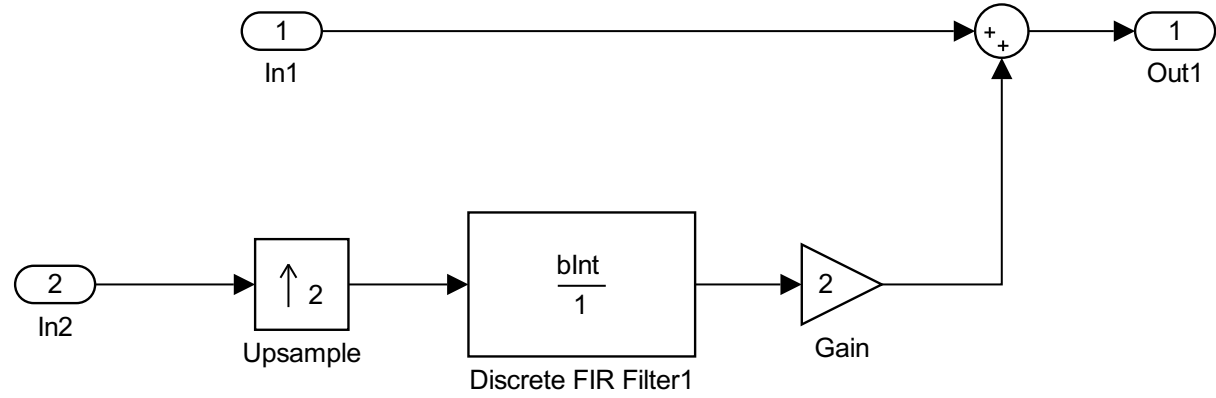 1
In1
+
+
1
Out1
2
In2
↑ 2
Upsample
bInt
1
Discrete FIR Filter1
2
Gain